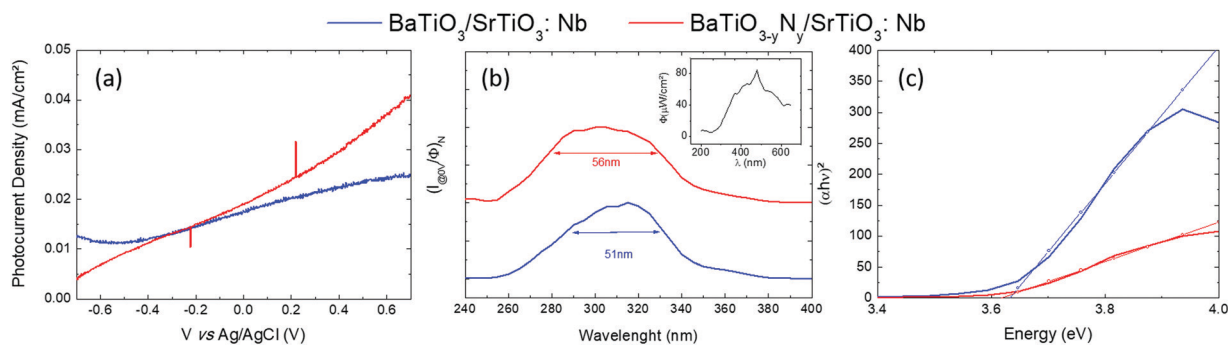 BaTiO₃/SrTiO₃: Nb
BaTiO₃₋yNy/SrTiO₃: Nb
(a)
Photocurrent Density (mA/cm²)
0.05
0.04
0.03
0.02
0.01
0.00
-0.6 -0.4 -0.2 0.0 0.2 0.4 0.6
V vs Ag/AgCl (V)
(b)
(I@0V/Φ)N
56nm
51nm
240 260 280 300 320 340 360 380 400
Wavelenght (nm)
Φ(μW/cm²)
80
40
0
200 400 600
λ (nm)
(c)
(αhν)²
400
350
300
250
200
150
100
50
0
3.4 3.6 3.8 4.0
Energy (eV)